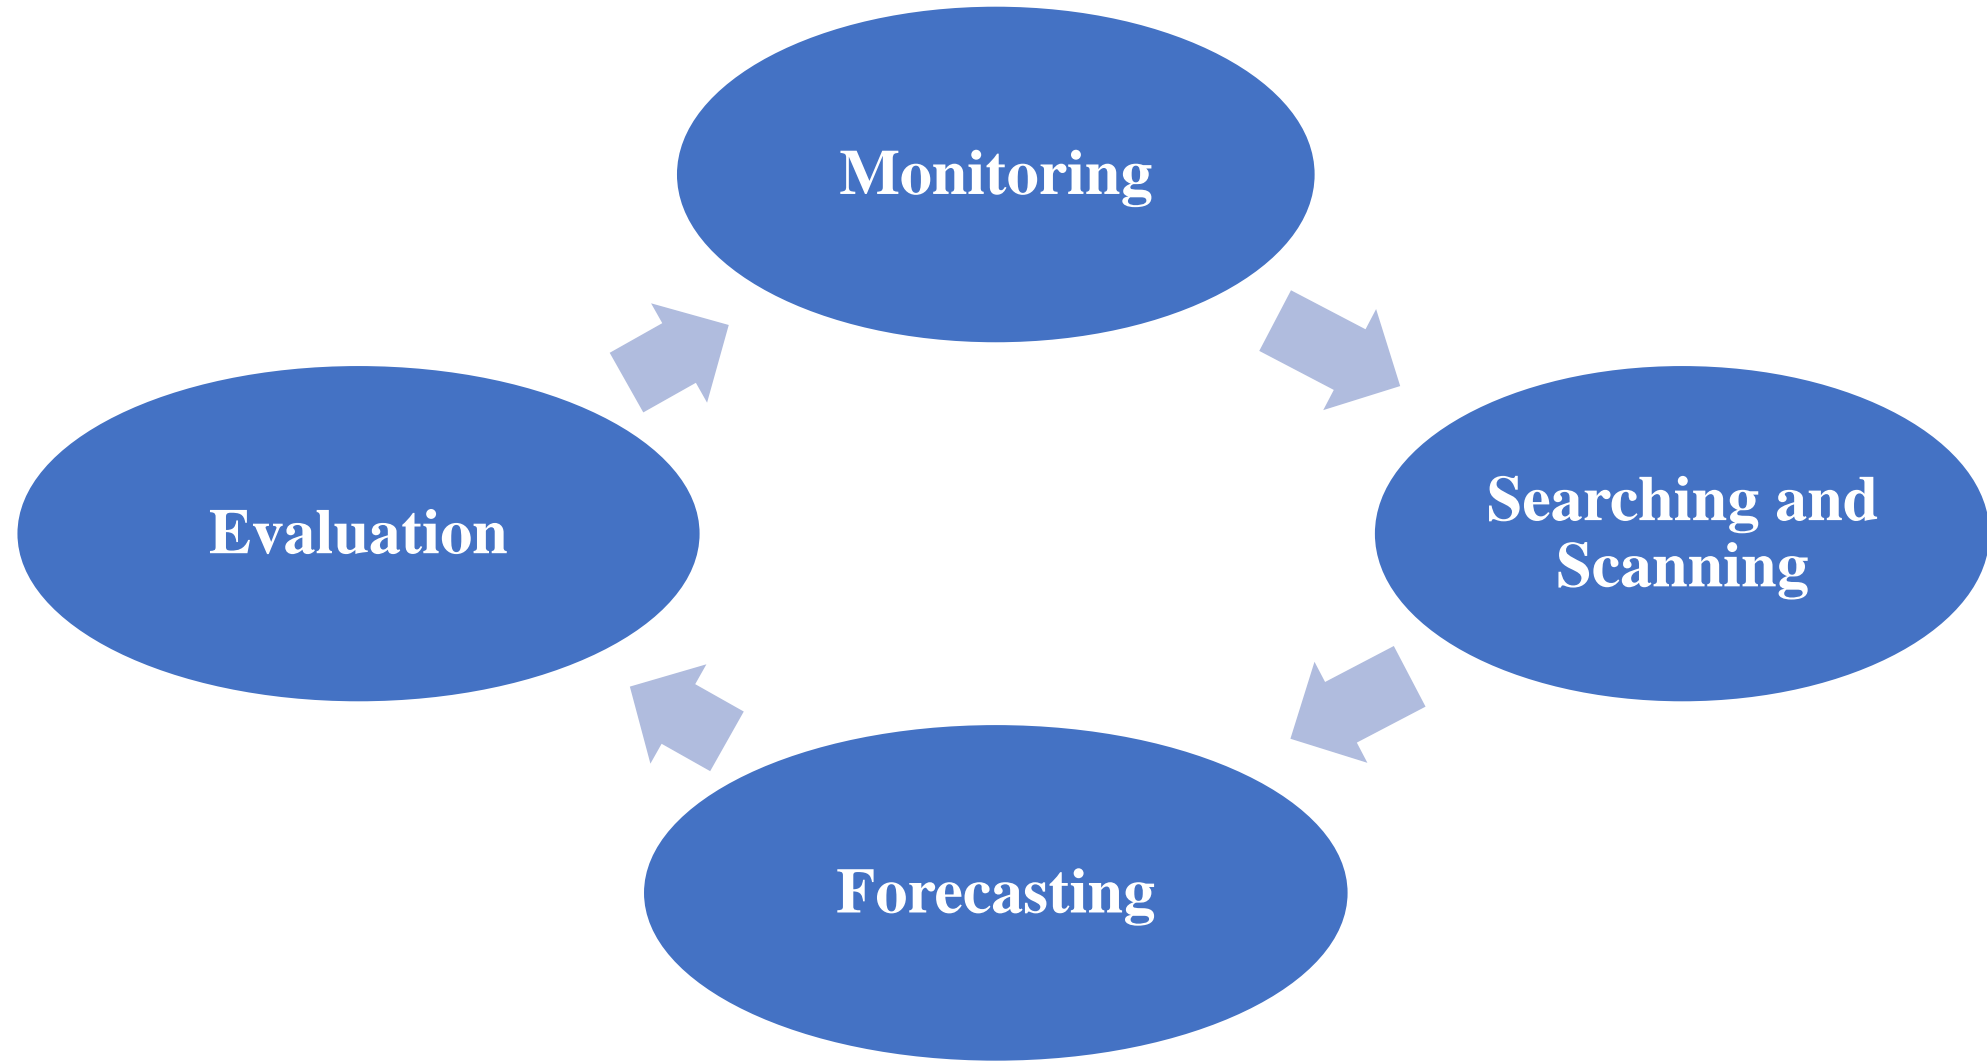 Monitoring
Searching and
Scanning
Forecasting
Evaluation